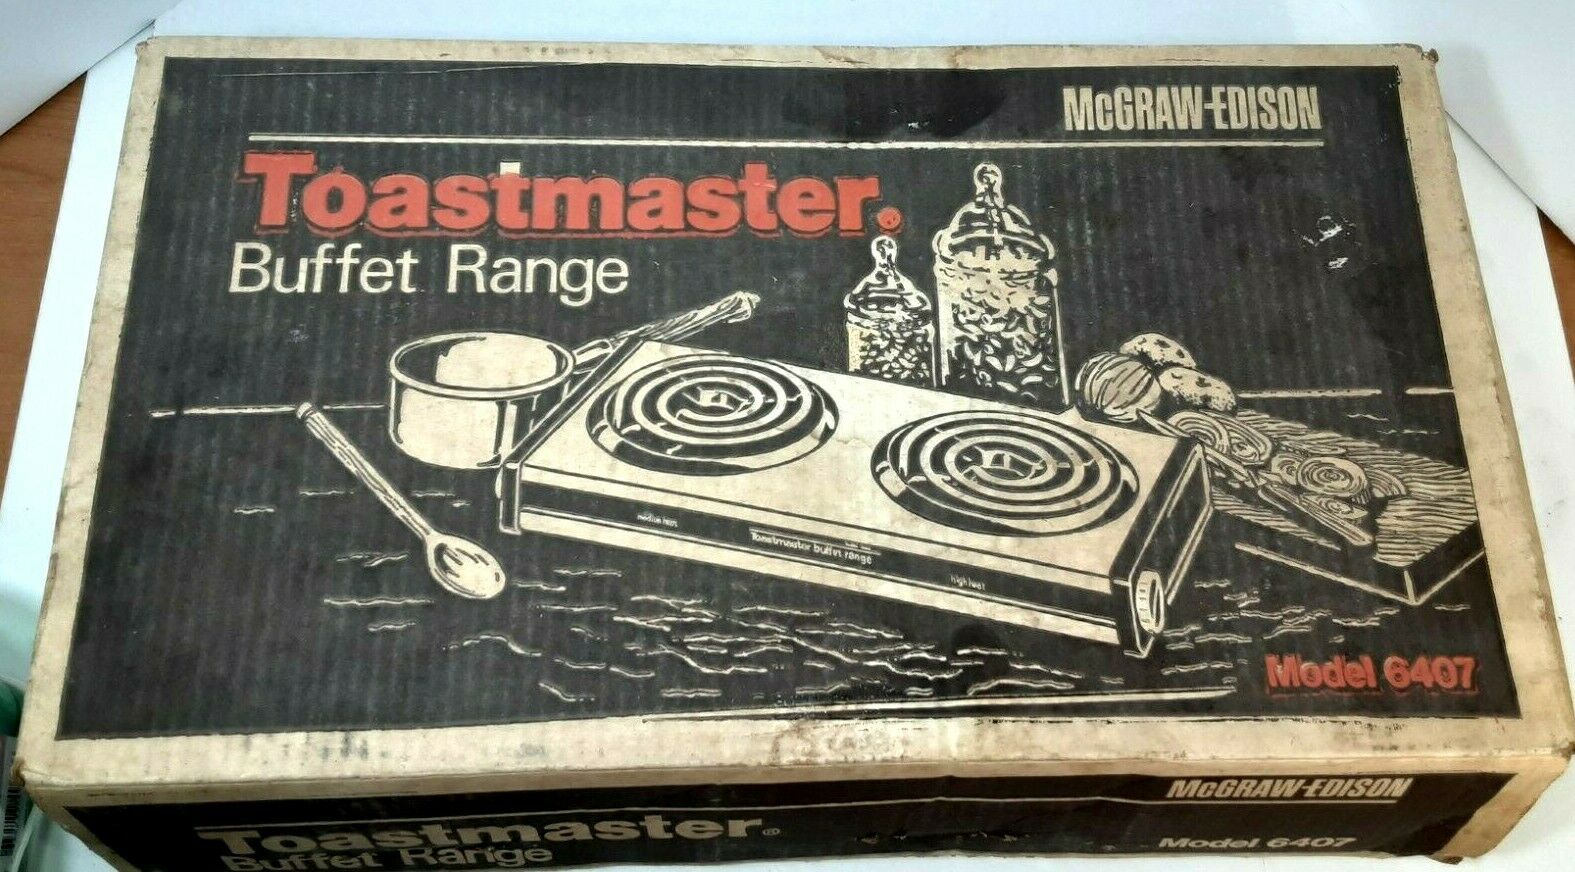 McGRAW-EDISON
Toastmaster®
Buffet Range
medium heat
Toastmaster buffet range
high heat
Model 6407
McGRAW-EDISON
Toastmaster®
Buffet Range
Model 6407